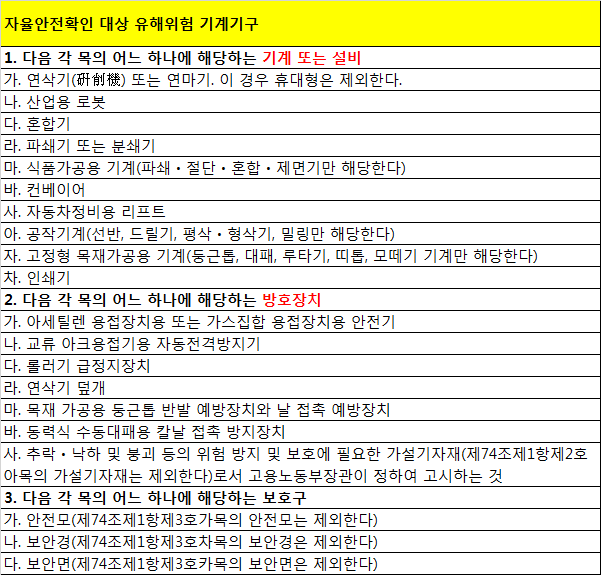 자율안전확인 대상 유해위험 기계기구
1. 다음 각 목의 어느 하나에 해당하는 기계 또는 설비
가. 연삭기(硏削機) 또는 연마기. 이 경우 휴대형은 제외한다.
나. 산업용 로봇
다. 혼합기
라. 파쇄기 또는 분쇄기
마. 식품가공용 기계(파쇄・절단・혼합・제면기만 해당한다)
바. 컨베이어
사. 자동차정비용 리프트
아. 공작기계(선반, 드릴기, 평삭・형삭기, 밀링만 해당한다)
자. 고정형 목재가공용 기계(둥근톱, 대패, 루타기, 띠톱, 모떼기 기계만 해당한다)
차. 인쇄기
2. 다음 각 목의 어느 하나에 해당하는 방호장치
가. 아세틸렌 용접장치용 또는 가스집합 용접장치용 안전기
나. 교류 아크용접기용 자동전격방지기
다. 롤러기 급정지장치
라. 연삭기 덮개
마. 목재 가공용 둥근톱 반발 예방장치와 날 접촉 예방장치
바. 동력식 수동대패용 칼날 접촉 방지장치
사. 추락・낙하 및 붕괴 등의 위험 방지 및 보호에 필요한 가설기자재(제74조제1항제2호
아목의 가설기자재는 제외한다)로서 고용노동부장관이 정하여 고시하는 것
3. 다음 각 목의 어느 하나에 해당하는 보호구
가. 안전모(제74조제1항제3호가목의 안전모는 제외한다)
나. 보안경(제74조제1항제3호차목의 보안경은 제외한다)
다. 보안면(제74조제1항제3호카목의 보안면은 제외한다)